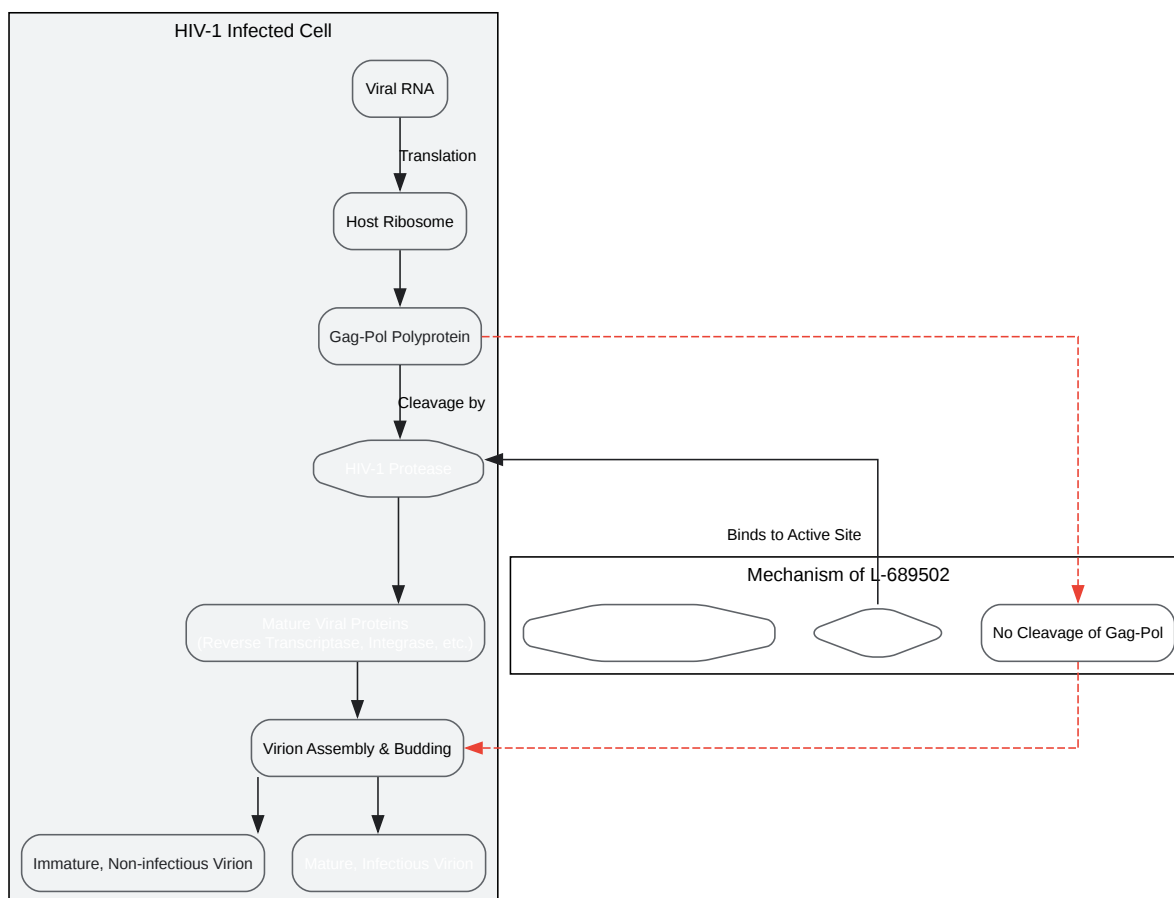 HIV-1 Infected Cell
Viral RNA
Translation
Host Ribosome
Gag-Pol Polyprotein
Cleavage by
HIV-1 Protease
Binds to Active Site
Mechanism of L-689502
Mature Viral Proteins
(Reverse Transcriptase, Integrase, etc.)
No Cleavage of Gag-Pol
Virion Assembly & Budding
Immature, Non-infectious Virion
Mature, Infectious Virion